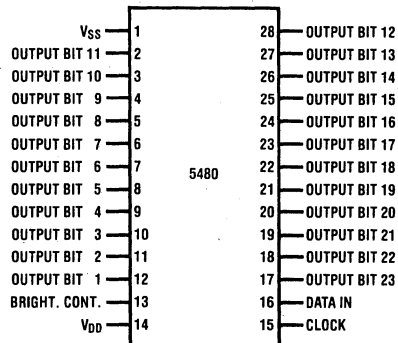 VSS 1 28 OUTPUT BIT 12
OUTPUT BIT 11 2 27 OUTPUT BIT 13
OUTPUT BIT 10 3 26 OUTPUT BIT 14
OUTPUT BIT 9 4 25 OUTPUT BIT 15
OUTPUT BIT 8 5 24 OUTPUT BIT 16
OUTPUT BIT 7 6 23 OUTPUT BIT 17
OUTPUT BIT 6 7 22 OUTPUT BIT 18
5480
OUTPUT BIT 5 8 21 OUTPUT BIT 19
OUTPUT BIT 4 9 20 OUTPUT BIT 20
OUTPUT BIT 3 10 19 OUTPUT BIT 21
OUTPUT BIT 2 11 18 OUTPUT BIT 22
OUTPUT BIT 1 12 17 OUTPUT BIT 23
BRIGHT. CONT. 13 16 DATA IN
VDD 14 15 CLOCK